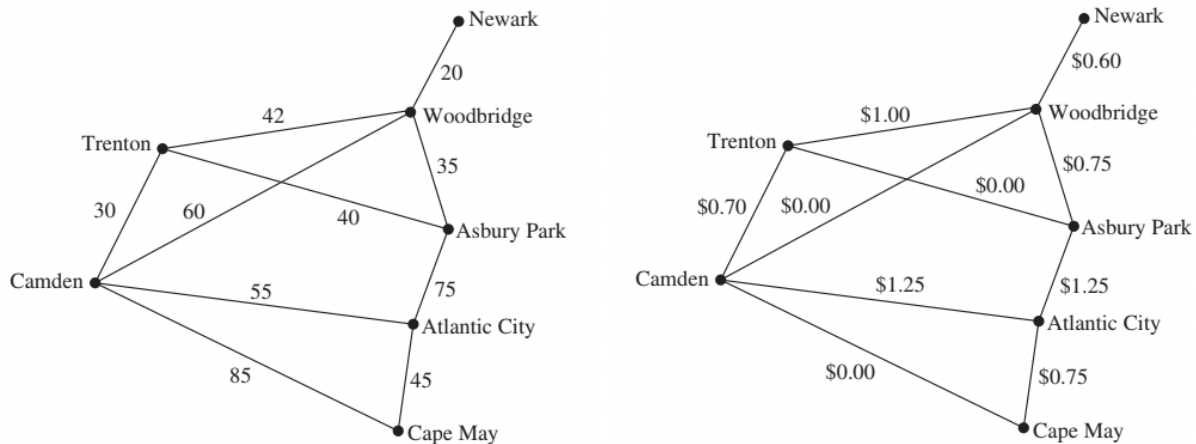 Newark
20
42
Woodbridge
Trenton
35
30
60
40
Asbury Park
Camden
55
75
Atlantic City
85
45
Cape May
Newark
$0.60
$1.00
Woodbridge
Trenton
$0.75
$0.00
$0.70
$0.00
Asbury Park
Camden
$1.25
$1.25
Atlantic City
$0.00
$0.75
Cape May